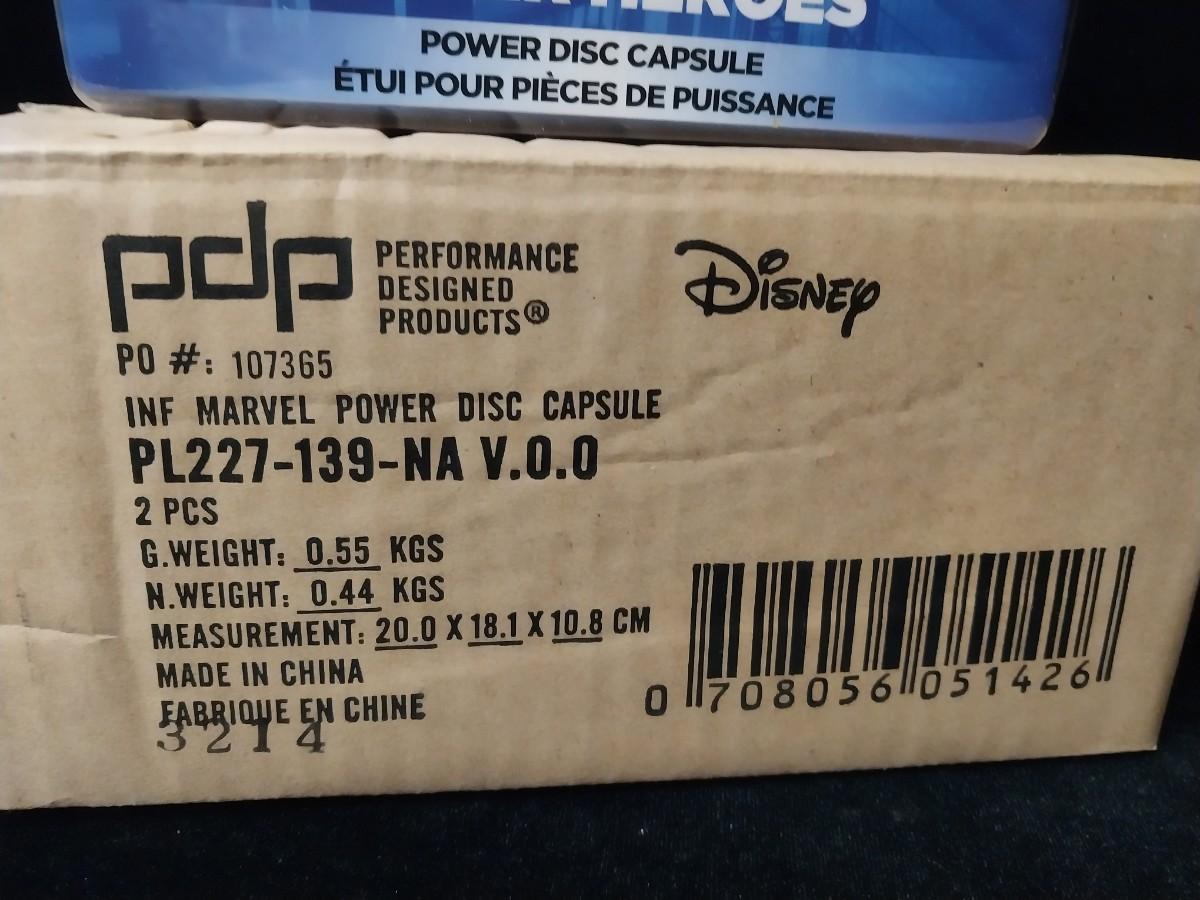 HEROES
POWER DISC CAPSULE
ÉTUI POUR PIÈCES DE PUISSANCE
pdp PERFORMANCE
DESIGNED
PRODUCTS®
Disney
PO #: 107365
INF MARVEL POWER DISC CAPSULE
PL227-139-NA V.0.0
2 PCS
G.WEIGHT: 0.55 KGS
N.WEIGHT: 0.44 KGS
MEASUREMENT: 20.0 X 18.1 X 10.8 CM
MADE IN CHINA
FABRIQUE EN CHINE
3214
0 708056 051426